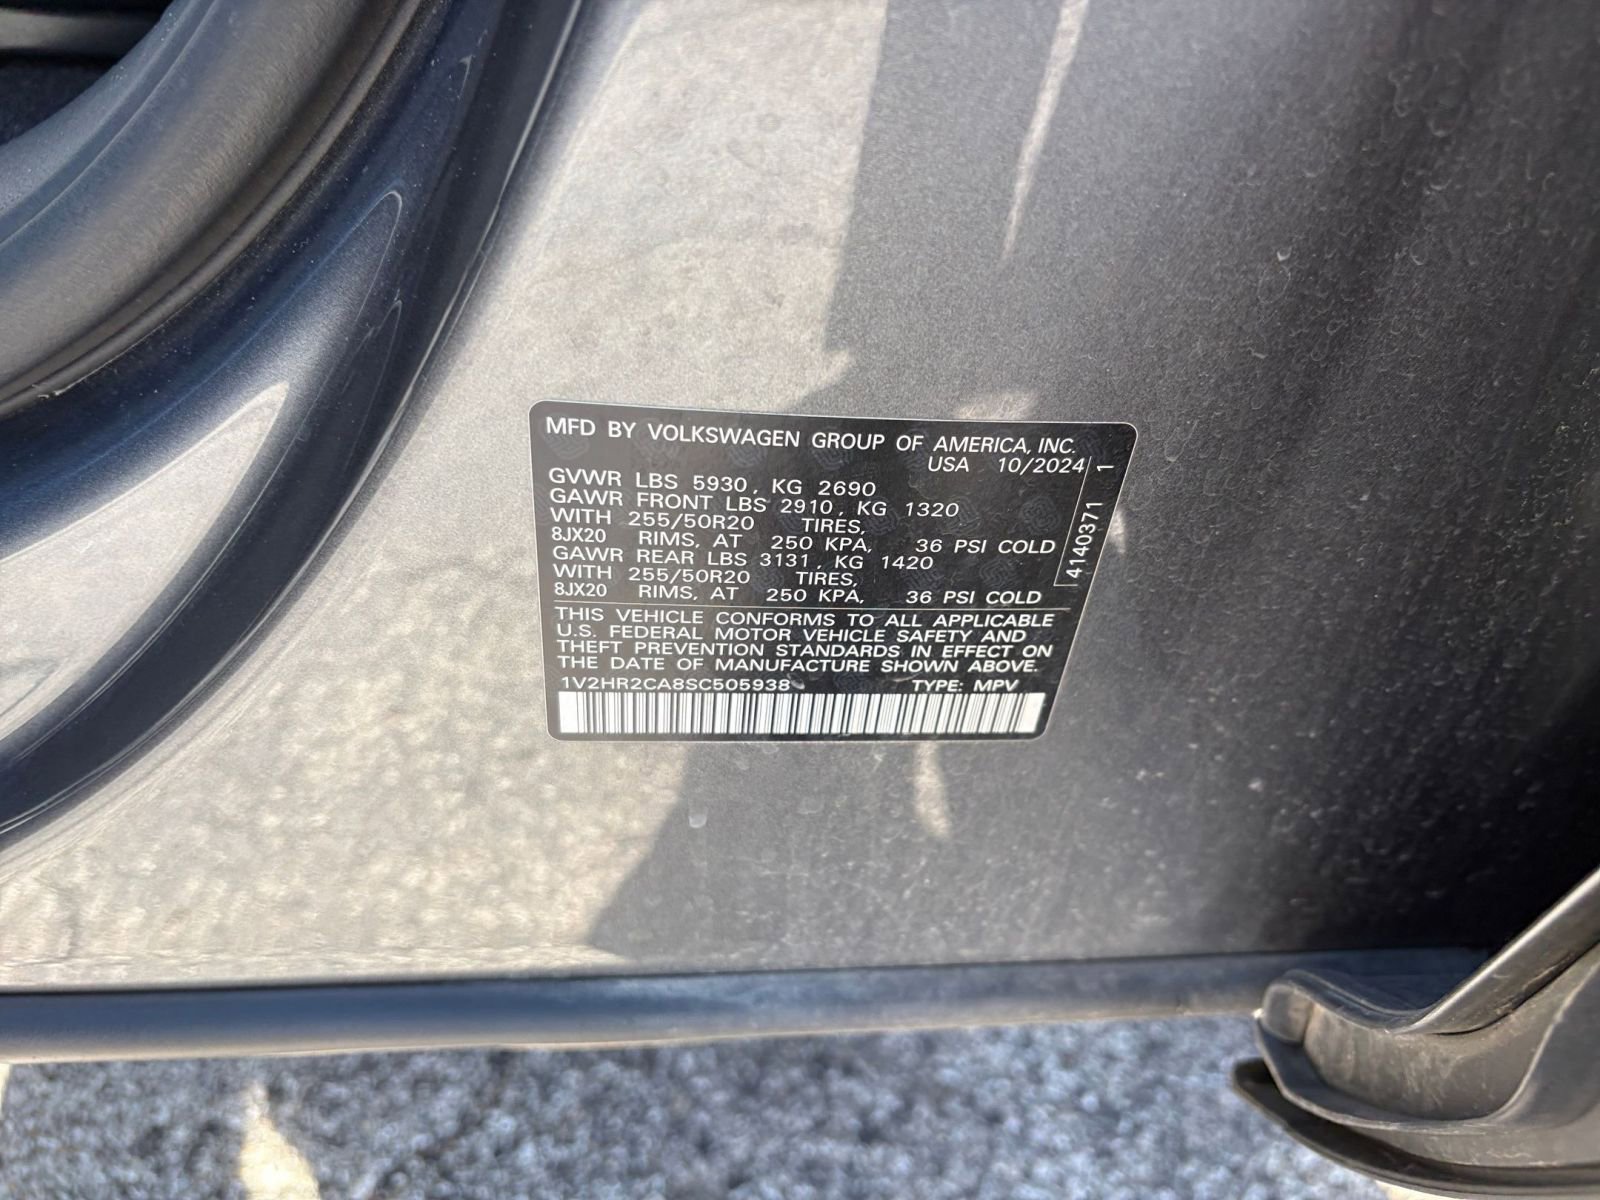 MFD BY VOLKSWAGEN GROUP OF AMERICA, INC.
USA 10/2024
GVWR LBS 5930, KG 2690
GAWR FRONT LBS 2910, KG 1320
WITH 255/50R20 TIRES,
8JX20 RIMS, AT 250 KPA, 36 PSI COLD
GAWR REAR LBS 3131, KG 1420
WITH 255/50R20 TIRES,
8JX20 RIMS, AT 250 KPA, 36 PSI COLD
THIS VEHICLE CONFORMS TO ALL APPLICABLE
U.S. FEDERAL MOTOR VEHICLE SAFETY AND
THEFT PREVENTION STANDARDS IN EFFECT ON
THE DATE OF MANUFACTURE SHOWN ABOVE.
1V2HR2CA8SC505938 TYPE: MPV
4140371 1